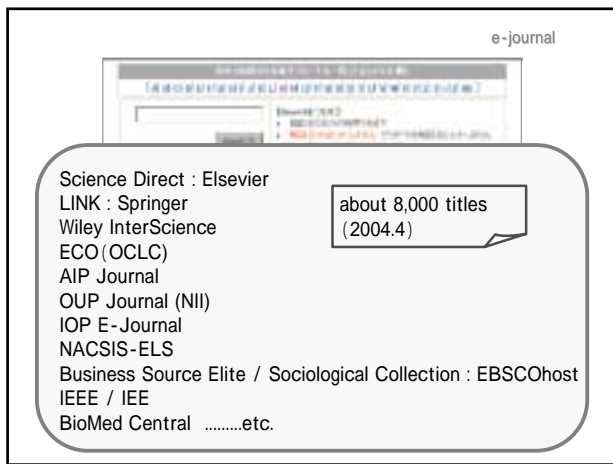 e-journal
Science Direct : Elsevier
LINK : Springer
Wiley InterScience
ECO(OCLC)
AIP Journal
OUP Journal (NII)
IOP E-Journal
NACSIS-ELS
Business Source Elite / Sociological Collection : EBSCOhost
IEEE / IEE
BioMed Central .........etc.
about 8,000 titles
(2004.4)